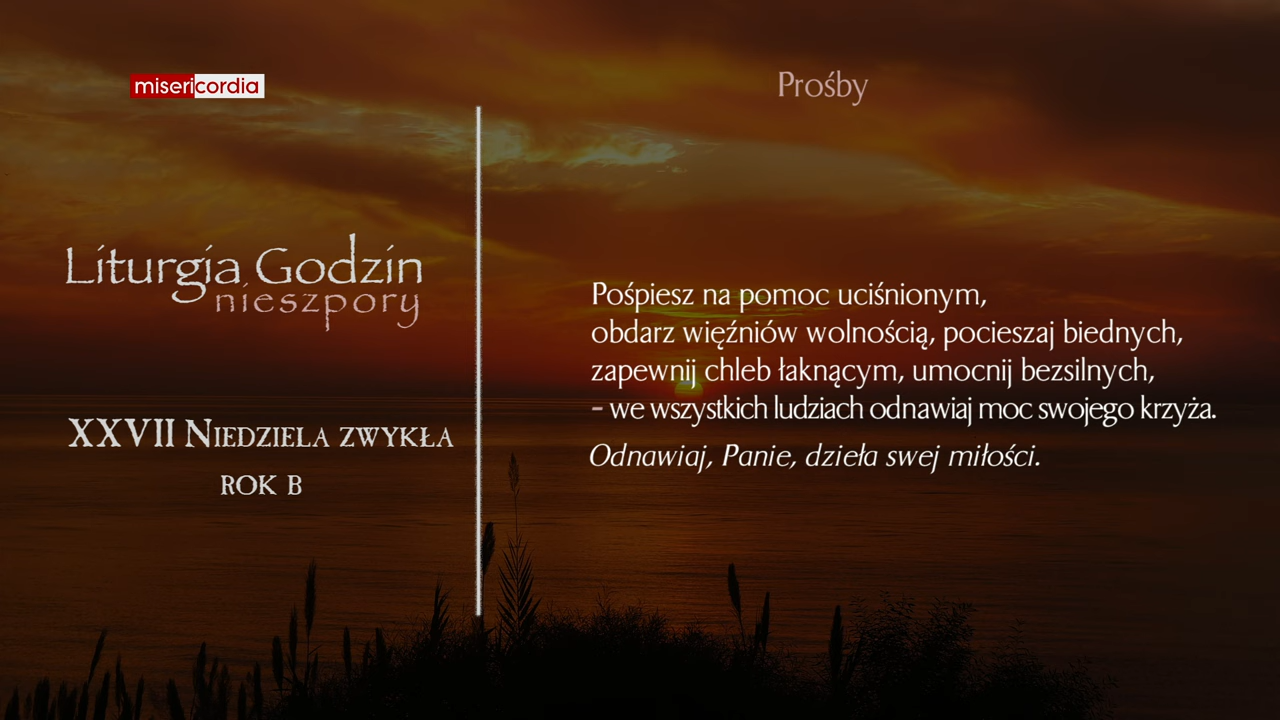 misericordia
Liturgia Godzin
nieszpory
XXVII Niedziela zwykła
rok B
Prośby
Pośpiesz na pomoc uciśnionym,
obdarz więźniów wolnością, pocieszaj biednych,
zapewnij chleb łaknącym, umocnij bezsilnych,
- we wszystkich ludziach odnawiaj moc swojego krzyża.
Odnawiaj, Panie, dzieła swej miłości.